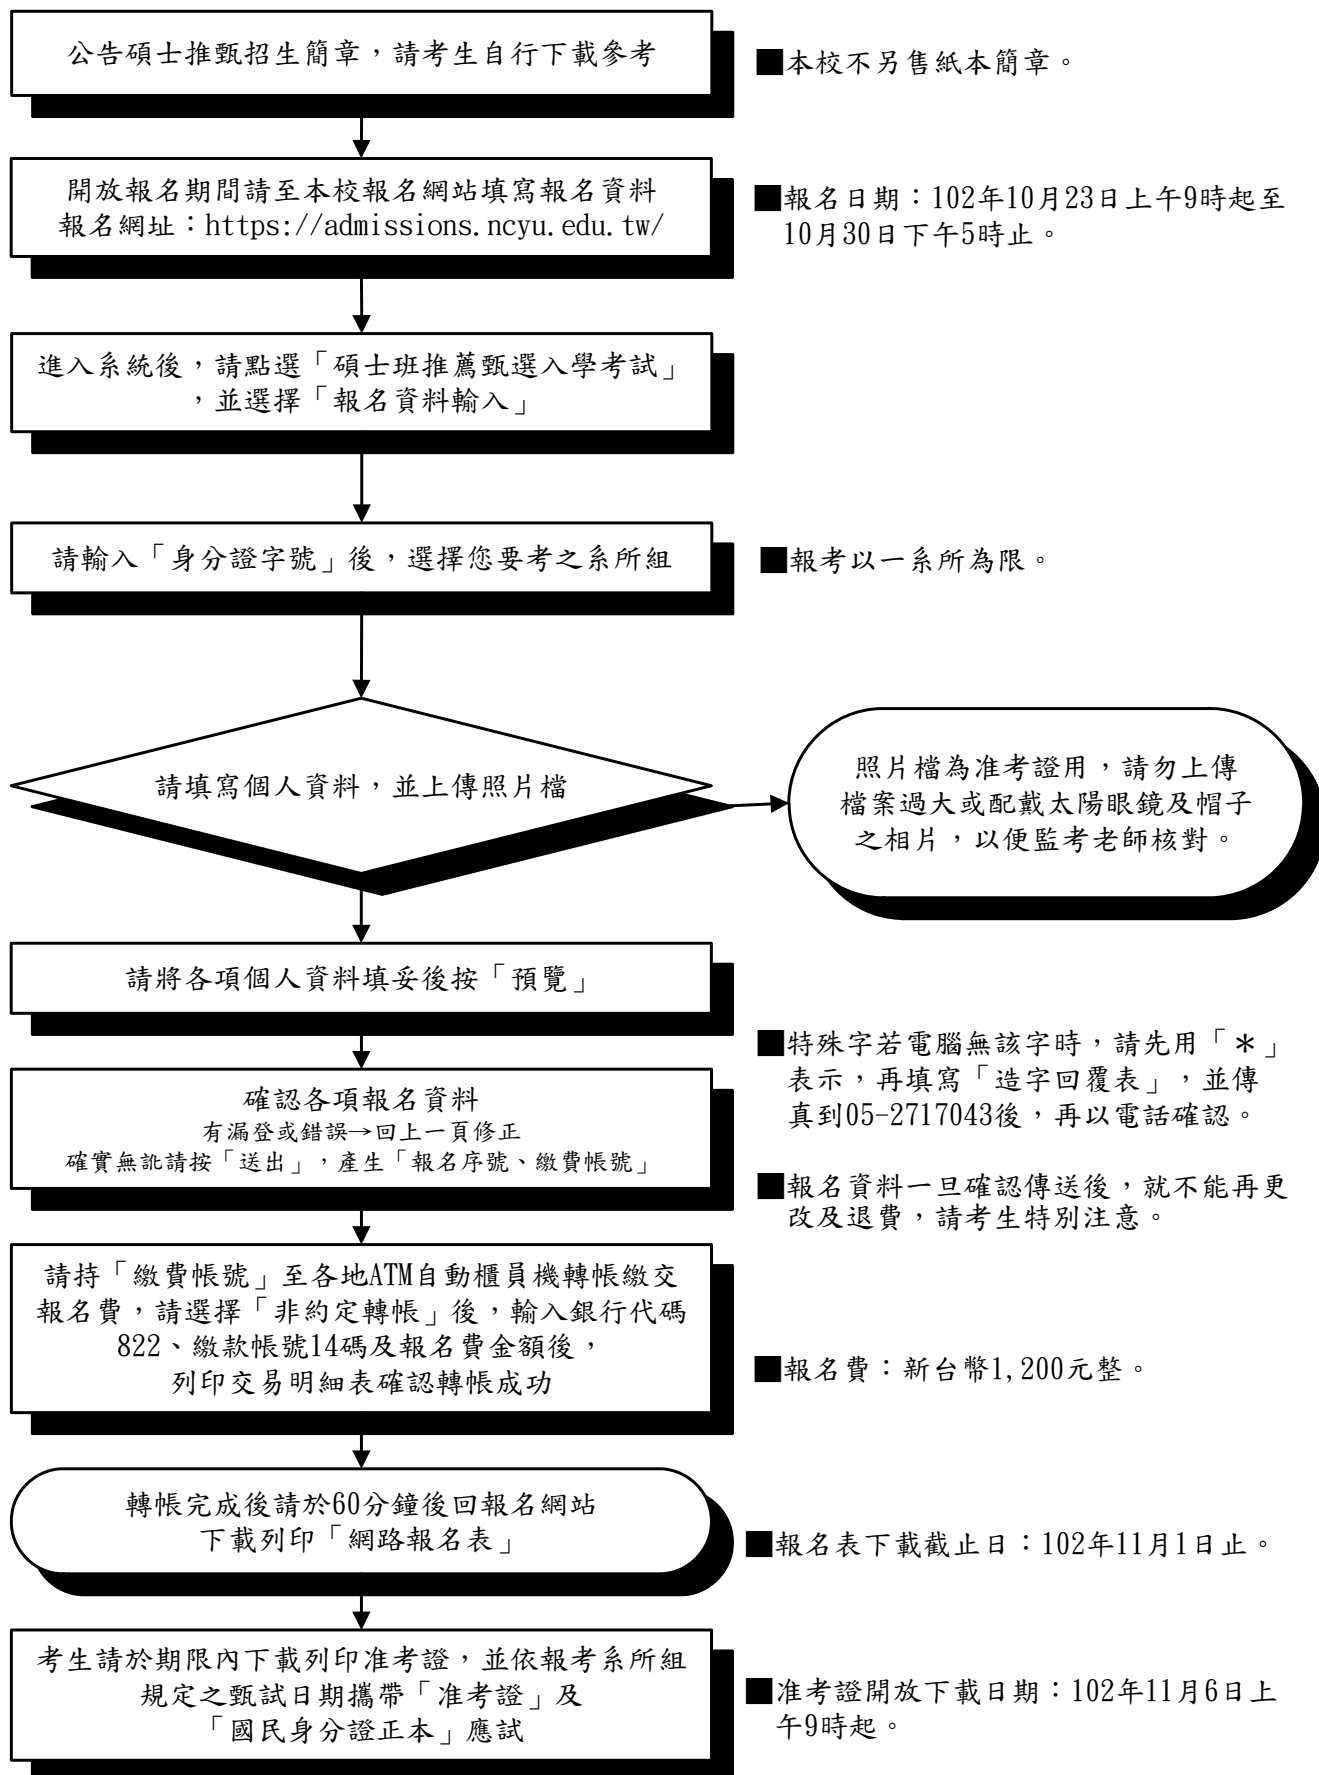 公告碩士推甄招生簡章，請考生自行下載參考
■本校不另售紙本簡章。
開放報名期間請至本校報名網站填寫報名資料
報名網址：https://admissions.ncyu.edu.tw/
■報名日期：102年10月23日上午9時起至
10月30日下午5時止。
進入系統後，請點選「碩士班推薦甄選入學考試」
，並選擇「報名資料輸入」
請輸入「身分證字號」後，選擇您要考之系所組
■報考以一系所為限。
請填寫個人資料，並上傳照片檔
照片檔為准考證用，請勿上傳
檔案過大或配戴太陽眼鏡及帽子
之相片，以便監考老師核對。
請將各項個人資料填妥後按「預覽」
■特殊字若電腦無該字時，請先用「＊」
表示，再填寫「造字回覆表」，並傳
真到05-2717043後，再以電話確認。
確認各項報名資料
有漏登或錯誤→回上一頁修正
確實無訛請按「送出」，產生「報名序號、繳費帳號」
■報名資料一旦確認傳送後，就不能再更
改及退費，請考生特別注意。
請持「繳費帳號」至各地ATM自動櫃員機轉帳繳交
報名費，請選擇「非約定轉帳」後，輸入銀行代碼
822、繳款帳號14碼及報名費金額後，
列印交易明細表確認轉帳成功
■報名費：新台幣1,200元整。
轉帳完成後請於60分鐘後回報名網站
下載列印「網路報名表」
■報名表下載截止日：102年11月1日止。
考生請於期限內下載列印准考證，並依報考系所組
規定之甄試日期攜帶「准考證」及
「國民身分證正本」應試
■准考證開放下載日期：102年11月6日上
午9時起。